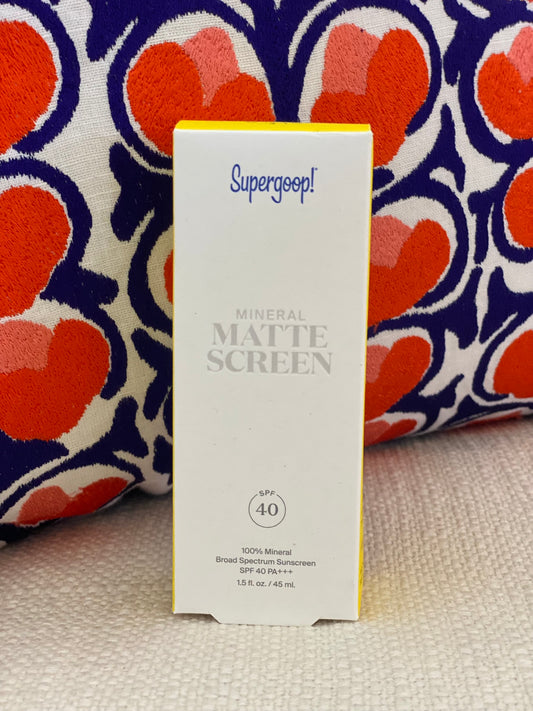 Supergoop!
MINERAL
MATTE
SCREEN
SPF
40
100% Mineral
Broad Spectrum Sunscreen
SPF 40 PA+++
1.5 fl. oz. / 45 ml.